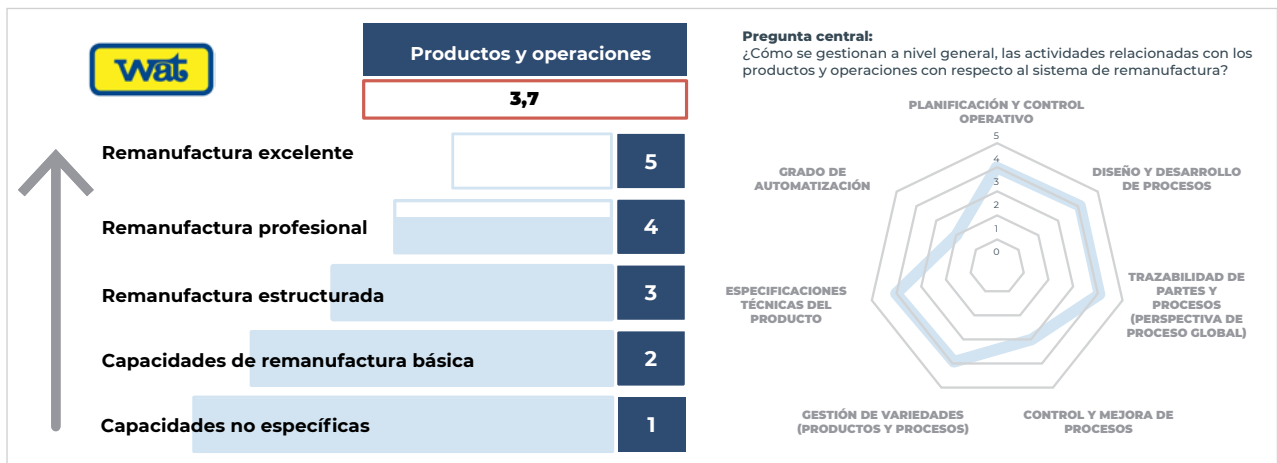 wat
Productos y operaciones
3,7
Remanufactura excelente
5
Remanufactura profesional
4
Remanufactura estructurada
3
Capacidades de remanufactura básica
2
Capacidades no específicas
1
Pregunta central:
¿Cómo se gestionan a nivel general, las actividades relacionadas con los
productos y operaciones con respecto al sistema de remanufactura?
PLANIFICACIÓN Y CONTROL
OPERATIVO
5
4
3
2
1
0
GRADO DE
AUTOMATIZACIÓN
DISEÑO Y DESARROLLO
DE PROCESOS
ESPECIFICACIONES
TÉCNICAS DEL
PRODUCTO
TRAZABILIDAD DE
PARTES Y
PROCESOS
(PERSPECTIVA DE
PROCESO GLOBAL)
GESTIÓN DE VARIEDADES
(PRODUCTOS Y PROCESOS)
CONTROL Y MEJORA DE
PROCESOS